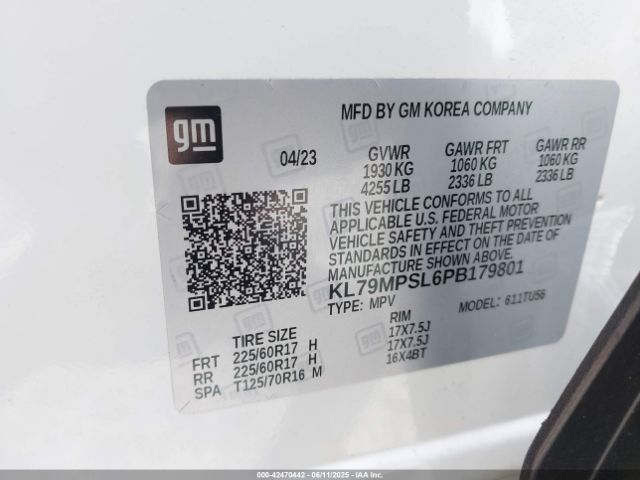 MFD BY GM KOREA COMPANY
gm
04/23
GVWR GAWR FRT GAWR RR
1930 KG 1060 KG 1060 KG
4255 LB 2336 LB 2336 LB
THIS VEHICLE CONFORMS TO ALL
APPLICABLE U.S. FEDERAL MOTOR
VEHICLE SAFETY AND THEFT PREVENTION
STANDARDS IN EFFECT ON THE DATE OF
MANUFACTURE SHOWN ABOVE.
KL79MPSL6PB179801
TYPE: MPV MODEL: 611TU56
TIRE SIZE RIM
FRT 225/60R17 H 17X7.5J
RR 225/60R17 H 17X7.5J
SPA T125/70R16 M 16X4BT
000-42470442 - 06/11/2025 - IAAI.COM